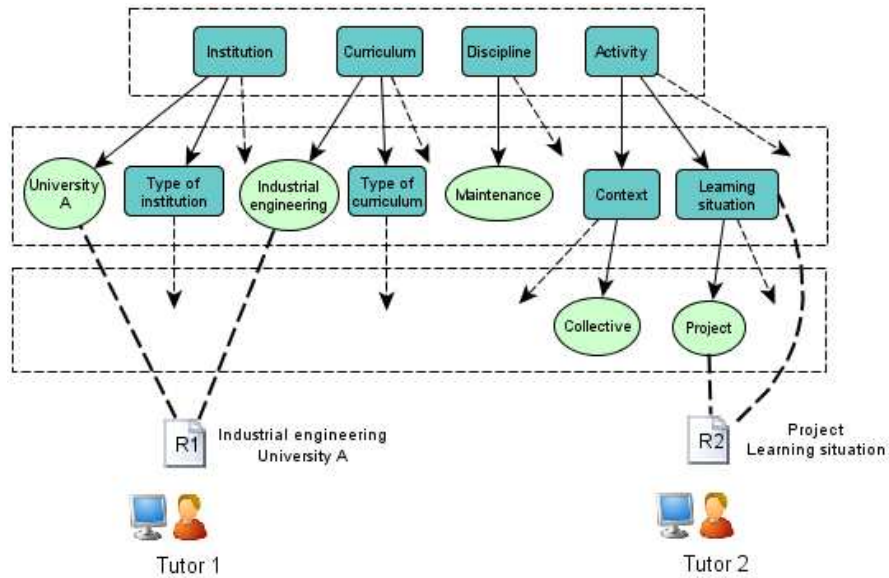 Institution
Curriculum
Discipline
Activity
University
A
Type of
institution
Industrial
engineering
Type of
curriculum
Maintenance
Context
Learning
situation
Collective
Project
R1
Industrial engineering
University A
R2
Project
Learning situation
Tutor 1
Tutor 2